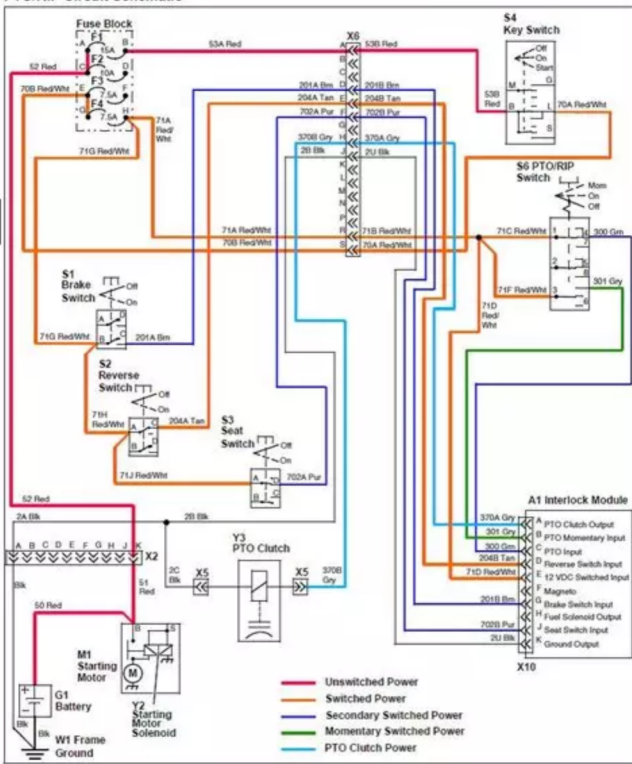 Fuse Block
F1
A
B
15A
F2
C
D
10A
F3
E
F
7.5A
F4
G
H
7.5A
52 Red
70B Red/Wht
71G Red/Wht
71A
Red/
Wht
53A Red
201A Brn
204A Tan
702A Pur
370B Gry
2B Blk
71A Red/Wht
70B Red/Wht
X6
A
B
C
D
E
F
G
H
J
K
L
M
N
P
R
S
53B Red
201B Brn
204B Tan
702B Pur
370A Gry
2U Blk
71B Red/Wht
70A Red/Wht
S4
Key Switch
Off
On
Start
M
G
B
L
S
53B
Red
70A Red/Wht
S6 PTO/RIP
Switch
Mom
On
Off
71C Red/Wht
1
4
7
2
5
8
3
6
300 Grn
301 Gry
71F Red/Wht
71D
Red/
Wht
S1
Brake
Switch
Off
On
A
D
B
C
71G Red/Wht
201A Brn
S2
Reverse
Switch
Off
On
A
C
B
D
71H
Red/Wht
204A Tan
S3
Seat
Switch
Off
On
A
D
B
C
71J Red/Wht
702A Pur
52 Red
2A Blk
2B Blk
A B C D E F G H J K
X2
Blk
51
Red
2C
Blk
X5
Y3
PTO Clutch
X5
370B
Gry
50 Red
B
S
M
M1
Starting
Motor
Y2
Starting
Motor
Solenoid
G1
Battery
Blk
Blk
W1 Frame
Ground
A1 Interlock Module
370A Gry A PTO Clutch Output
301 Gry B PTO Momentary Input
300 Grn C PTO Input
204B Tan D Reverse Switch Input
71D Red/Wht E 12 VDC Switched Input
F Magneto
201B Brn G Brake Switch Input
H Fuel Solenoid Output
702B Pur J Seat Switch Input
2U Blk K Ground Output
X10
Unswitched Power
Switched Power
Secondary Switched Power
Momentary Switched Power
PTO Clutch Power